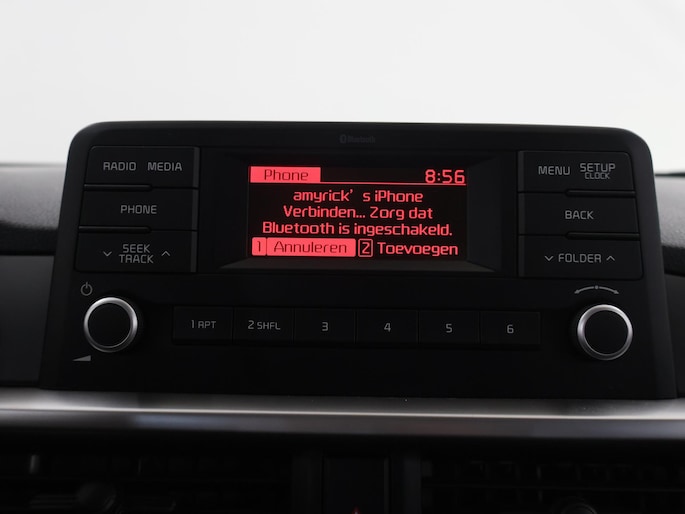 Bluetooth
RADIO MEDIA
PHONE
SEEK
TRACK
Phone 8:56
amyrick’ s iPhone
Verbinden... Zorg dat
Bluetooth is ingeschakeld.
1 Annuleren 2 Toevoegen
MENU SETUP
CLOCK
BACK
FOLDER
1 RPT 2 SHFL 3 4 5 6